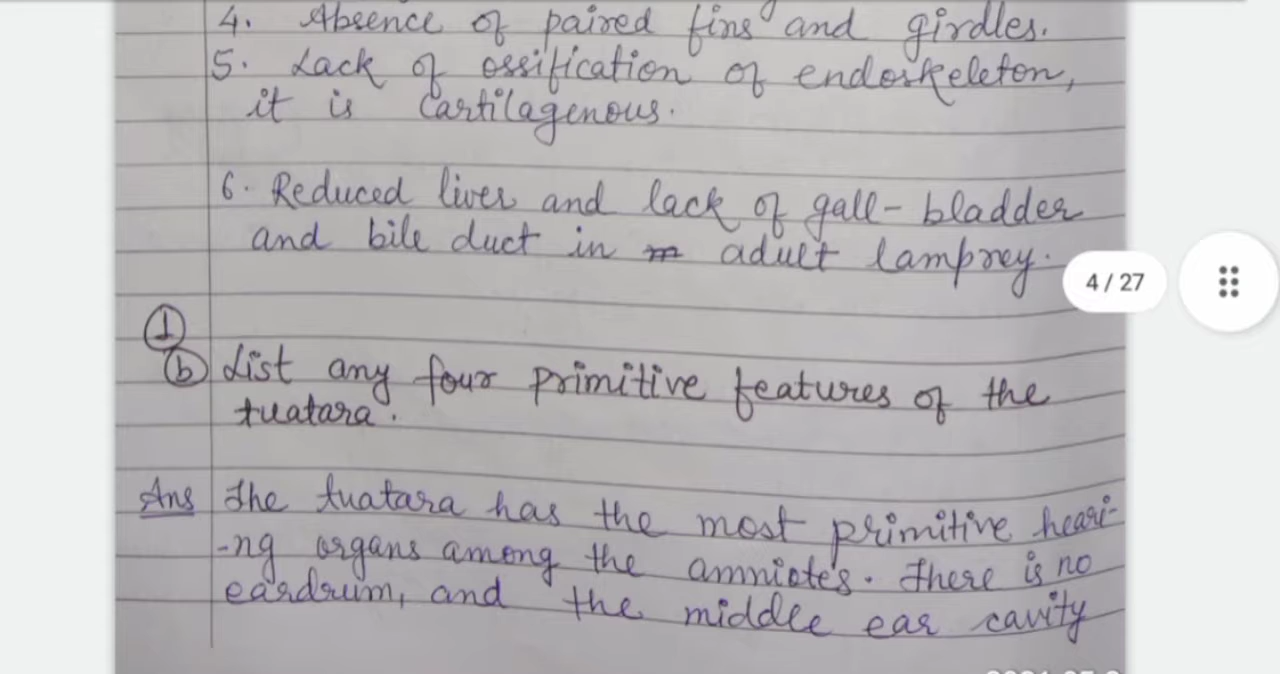 4. Absence of paired fins and girdles.
5. Lack of ossification of endoskeleton,
it is Cartilagenous.
6. Reduced liver and lack of gall-bladder
and bile duct in m adult lamprey.
4 / 27
1
b List any four primitive features of the
tuatara.
Ans The tuatara has the most primitive heari-
-ng organs among the amniotes. There is no
eardrum, and the middle ear cavity